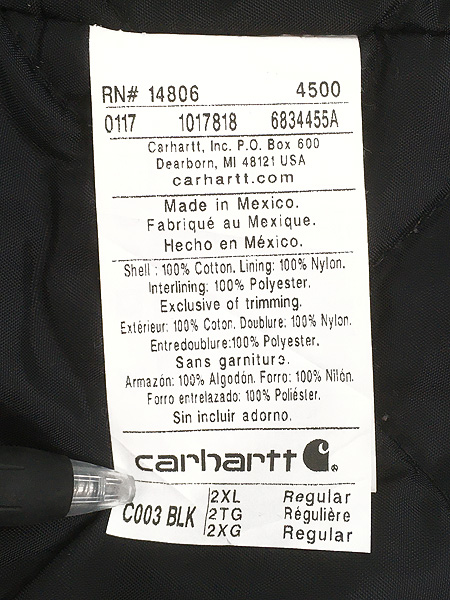 RN# 14806 4500
0117 1017818 6834455A
Carhartt, Inc. P.O. Box 600
Dearborn, MI 48121 USA
carhartt.com
Made in Mexico.
Fabriqué au Mexique.
Hecho en México.
Shell : 100% Cotton. Lining: 100% Nylon.
Interlining: 100% Polyester.
Exclusive of trimming.
Extérieur: 100% Coton. Doublure: 100% Nylon.
Entredoublure:100% Polyester.
Sans garniture.
Armazón: 100% Algodón. Forro: 100% Nilón.
Forro entrelazado: 100% Poliéster.
Sin incluir adorno.
carhartt
C003 BLK 2XL Regular
2TG Régulière
2XG Regular